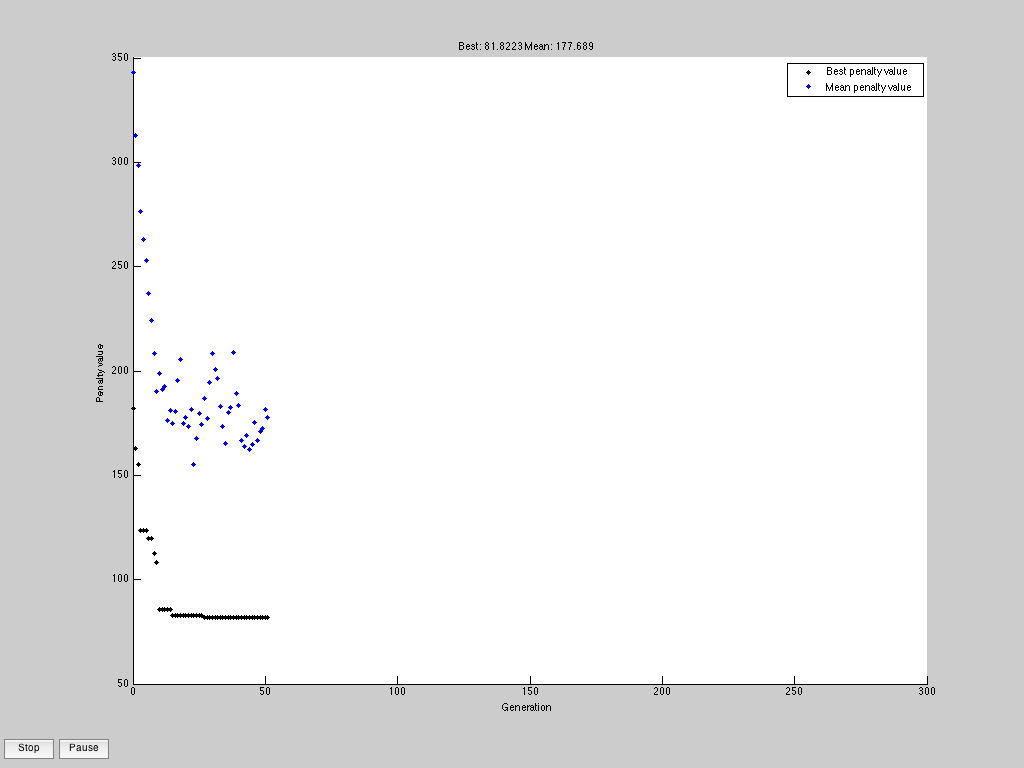 Best: 81.8223 Mean: 177.689
350
Best penalty value
Mean penalty value
300
250
200
Penalty value
150
100
50
0 50 100 150 200 250 300
Generation
Stop Pause